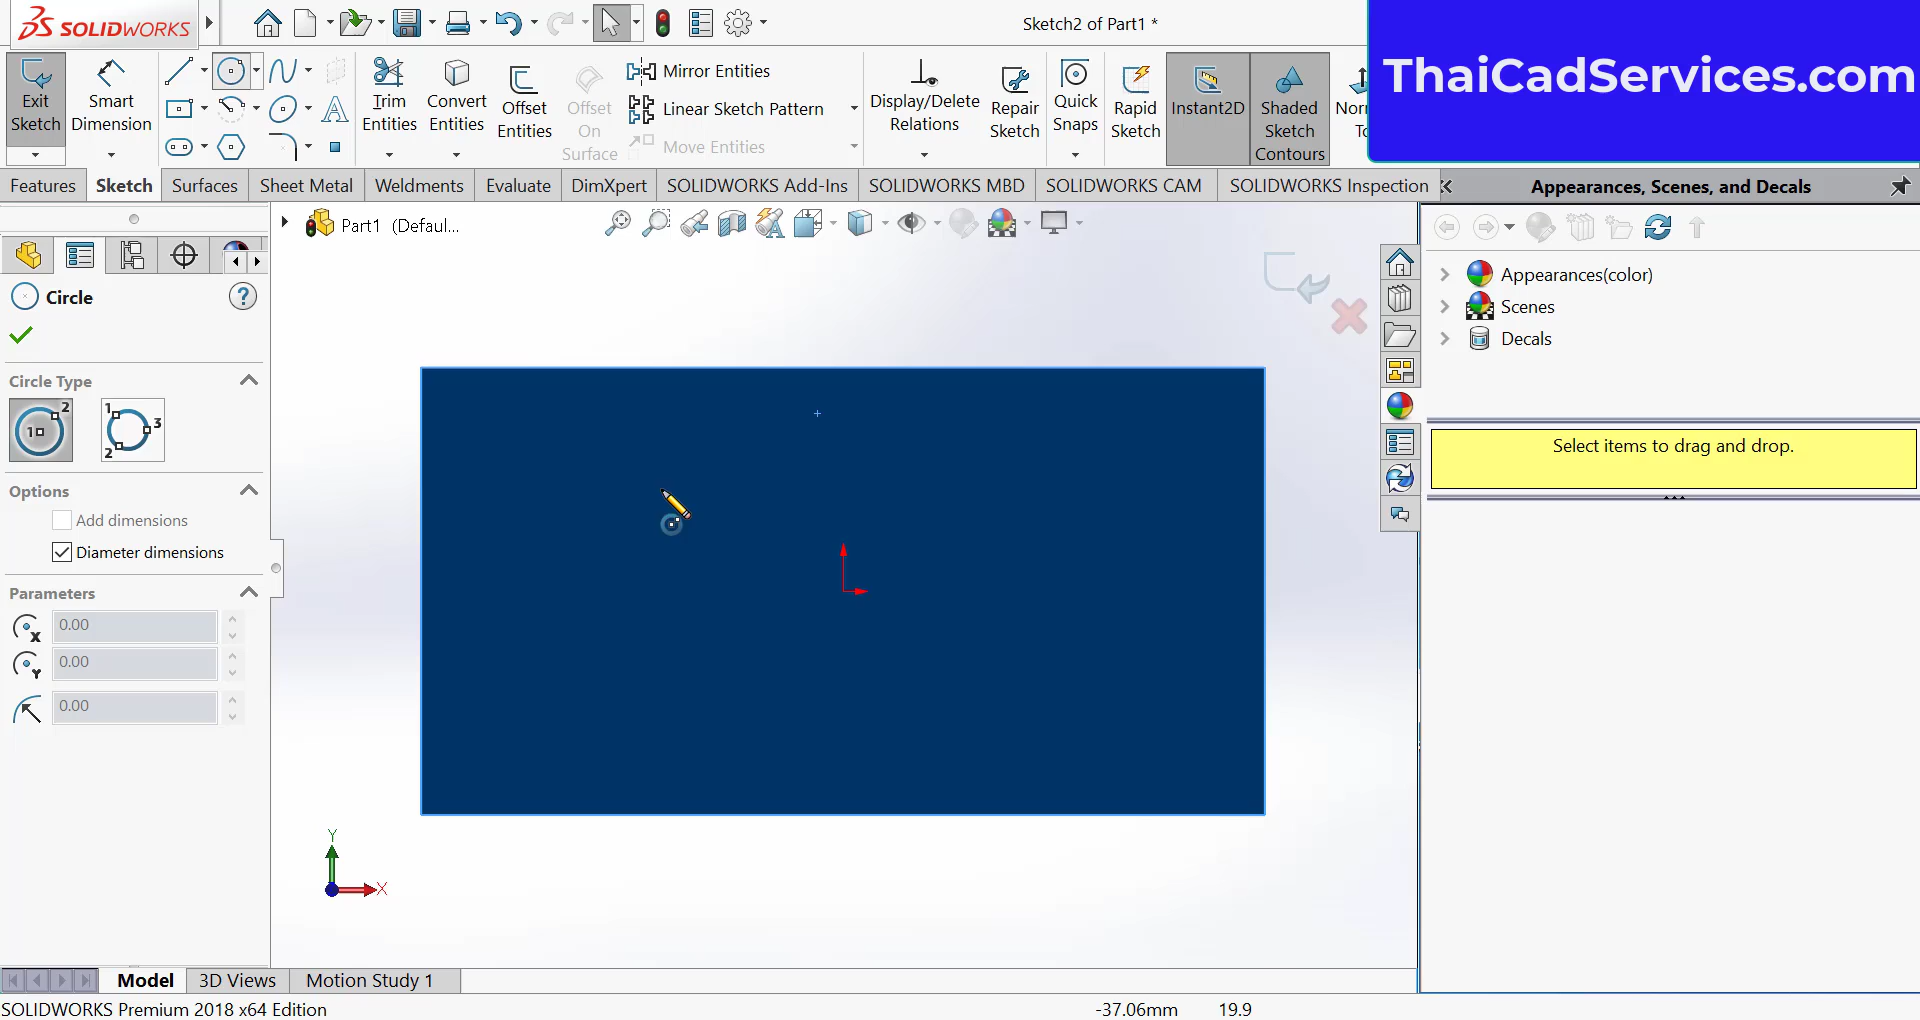 SOLIDWORKS
Sketch2 of Part1 *
ThaiCadServices.com
Exit Sketch
Smart Dimension
Trim Entities
Convert Entities
Offset Entities
Offset On Surface
Mirror Entities
Linear Sketch Pattern
Move Entities
Display/Delete Relations
Repair Sketch
Quick Snaps
Rapid Sketch
Instant2D
Shaded Sketch Contours
Features
Sketch
Surfaces
Sheet Metal
Weldments
Evaluate
DimXpert
SOLIDWORKS Add-Ins
SOLIDWORKS MBD
SOLIDWORKS CAM
SOLIDWORKS Inspection
Appearances, Scenes, and Decals
Part1 (Defaul...
Circle
Circle Type
1 2
1 2 3
Options
Add dimensions
Diameter dimensions
Parameters
X 0.00
Y 0.00
0.00
Appearances(color)
Scenes
Decals
Select items to drag and drop.
Y
X
Model
3D Views
Motion Study 1
SOLIDWORKS Premium 2018 x64 Edition
-37.06mm
19.9